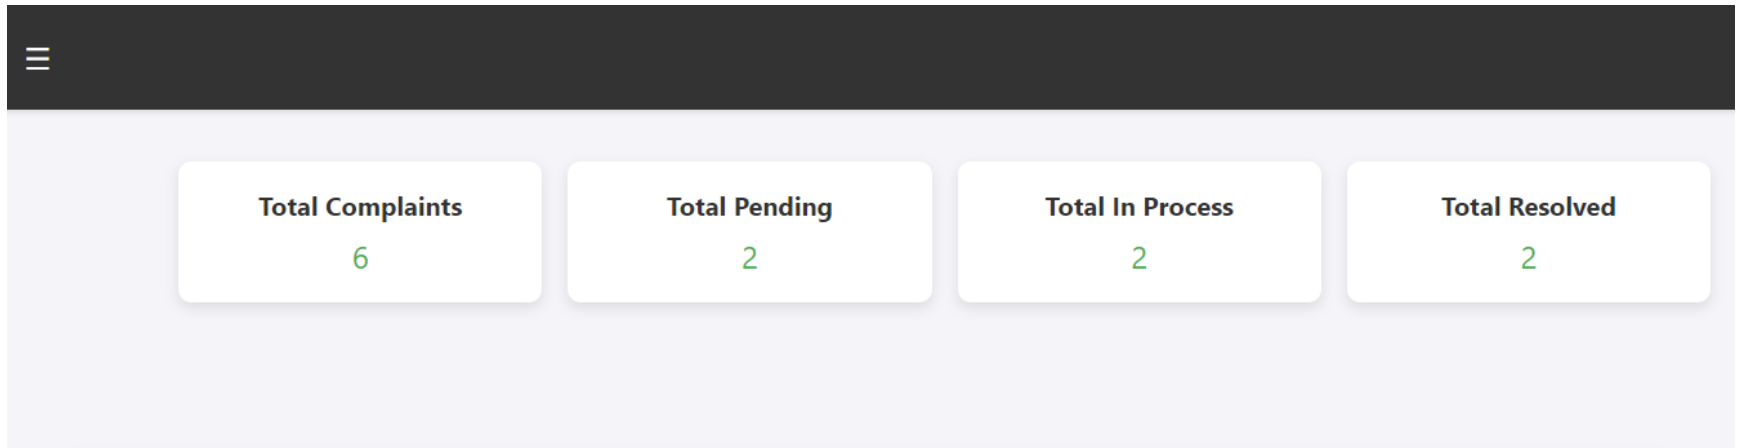 Total Complaints
6
Total Pending
2
Total In Process
2
Total Resolved
2